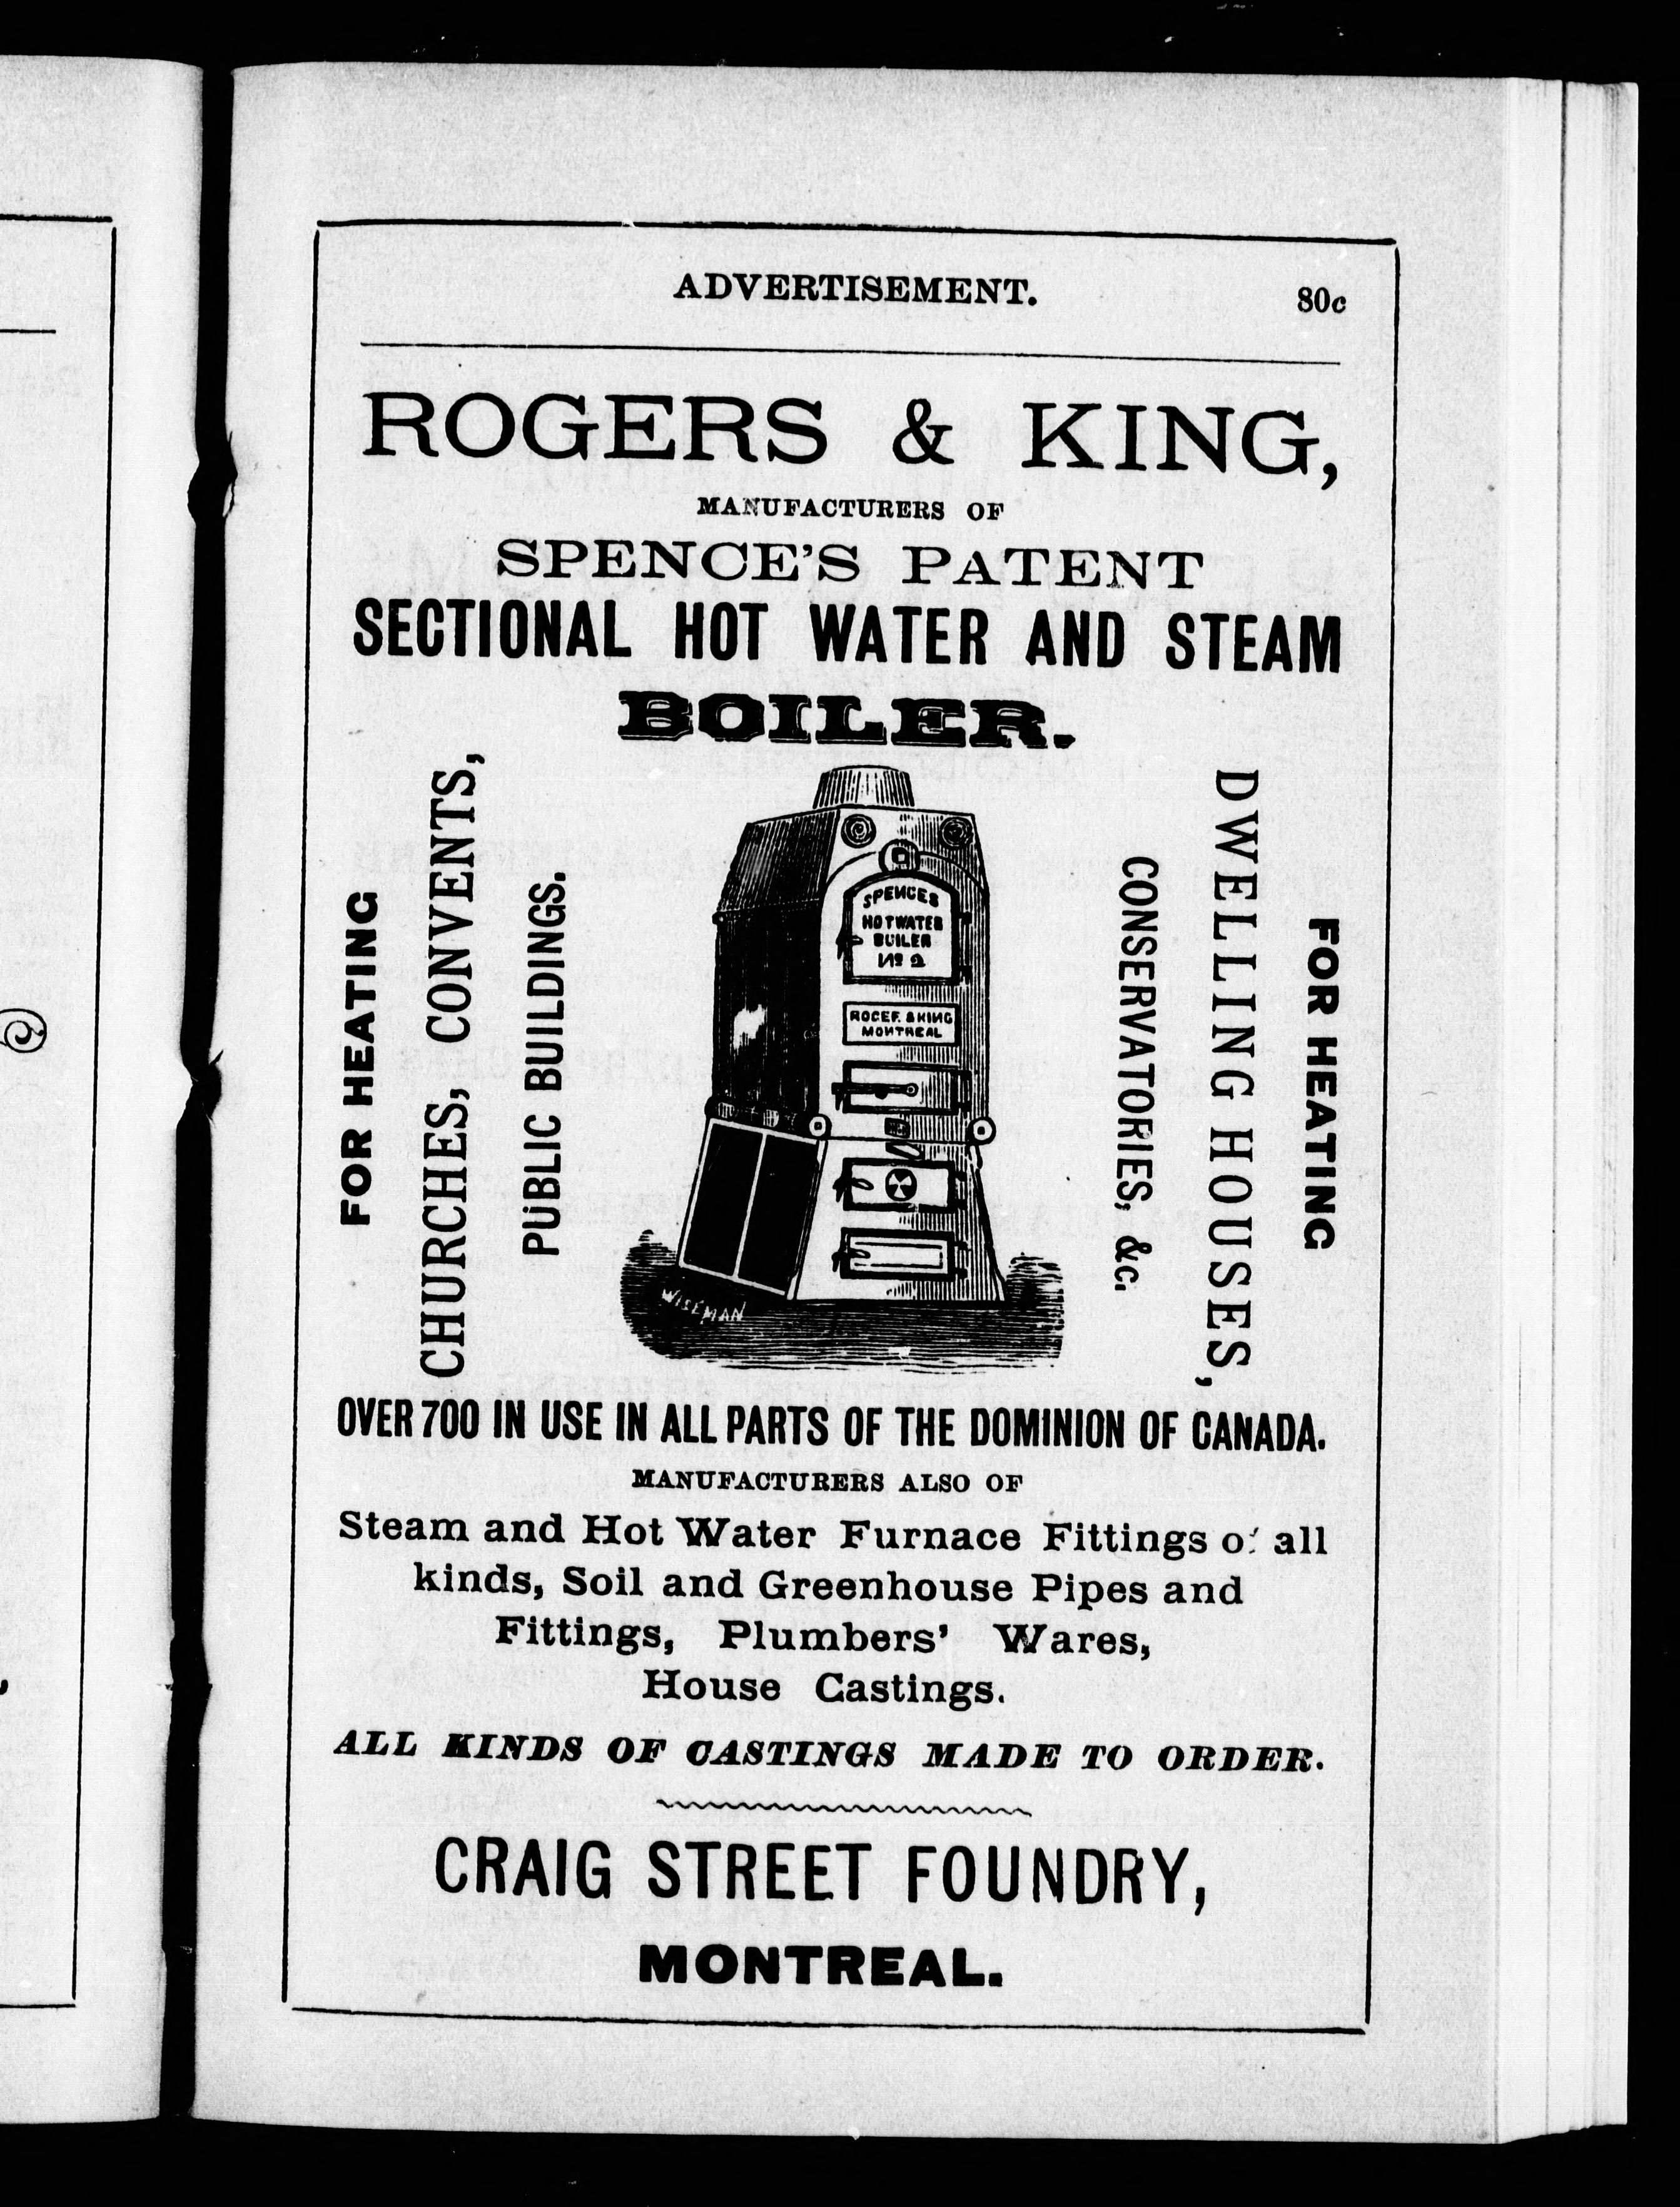 ADVERTISEMENT. 80c
ROGERS & KING,
MANUFACTURERS OF
SPENCE'S PATENT
SECTIONAL HOT WATER AND STEAM
BOILER.
FOR HEATING
CHURCHES, CONVENTS,
PUBLIC BUILDINGS.
SPENCES
HOT WATER
BOILER
No 2
ROGER & KING
MONTREAL
WISEMAN
CONSERVATORIES, &c.
DWELLING HOUSES,
FOR HEATING
OVER 700 IN USE IN ALL PARTS OF THE DOMINION OF CANADA.
MANUFACTURERS ALSO OF
Steam and Hot Water Furnace Fittings of all
kinds, Soil and Greenhouse Pipes and
Fittings, Plumbers' Wares,
House Castings.
ALL KINDS OF CASTINGS MADE TO ORDER.
CRAIG STREET FOUNDRY,
MONTREAL.